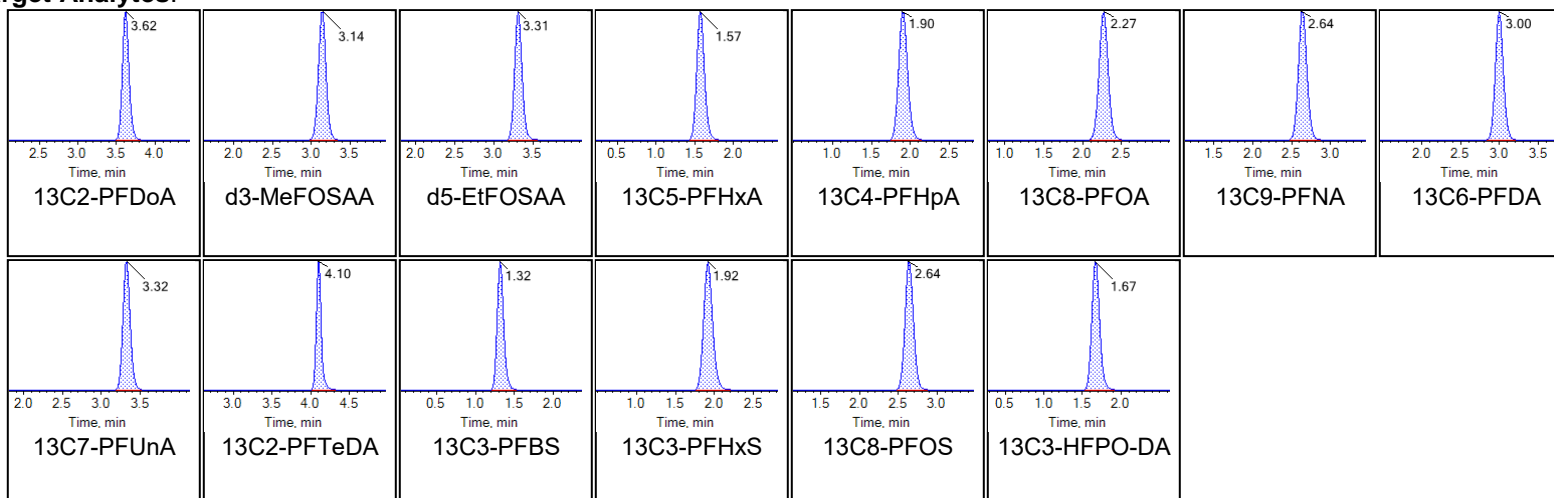 rget Analytes:
3.62 3.14 3.31 1.57 1.90 2.27 2.64 3.00
2.5 3.0 3.5 4.0 2.0 2.5 3.0 3.5 2.0 2.5 3.0 3.5 0.5 1.0 1.5 2.0 1.0 1.5 2.0 2.5 1.0 1.5 2.0 2.5 1.5 2.0 2.5 3.0 2.0 2.5 3.0 3.5
Time, min Time, min Time, min Time, min Time, min Time, min Time, min Time, min
13C2-PFDoA d3-MeFOSAA d5-EtFOSAA 13C5-PFHxA 13C4-PFHpA 13C8-PFOA 13C9-PFNA 13C6-PFDA
3.32 4.10 1.32 1.92 2.64 1.67
2.0 2.5 3.0 3.5 3.0 3.5 4.0 4.5 0.5 1.0 1.5 2.0 1.0 1.5 2.0 2.5 1.5 2.0 2.5 3.0 0.5 1.0 1.5 2.0
Time, min Time, min Time, min Time, min Time, min Time, min
13C7-PFUnA 13C2-PFTeDA 13C3-PFBS 13C3-PFHxS 13C8-PFOS 13C3-HFPO-DA